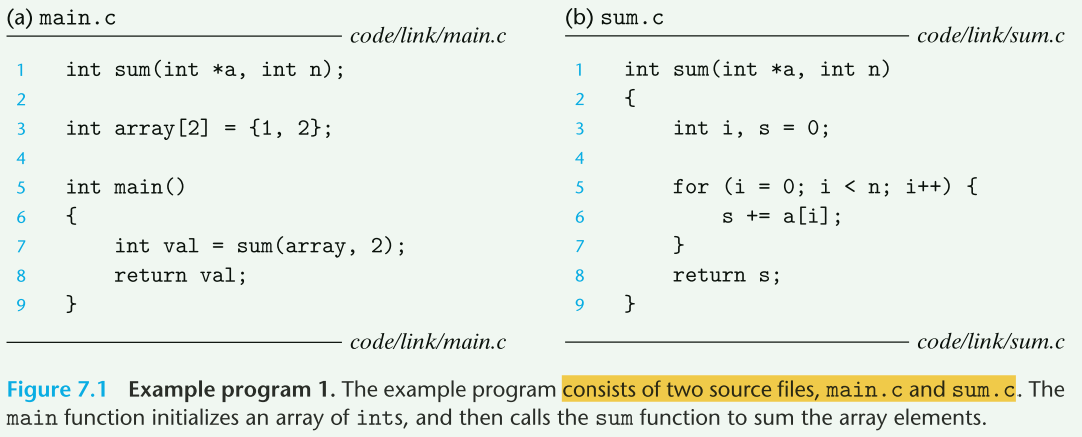 (a) main.c
code/link/main.c
1 int sum(int *a, int n);
2
3 int array[2] = {1, 2};
4
5 int main()
6 {
7     int val = sum(array, 2);
8     return val;
9 }
code/link/main.c
(b) sum.c
code/link/sum.c
1 int sum(int *a, int n)
2 {
3     int i, s = 0;
4
5     for (i = 0; i < n; i++) {
6         s += a[i];
7     }
8     return s;
9 }
code/link/sum.c
Figure 7.1 Example program 1. The example program consists of two source files, main.c and sum.c. The
main function initializes an array of ints, and then calls the sum function to sum the array elements.